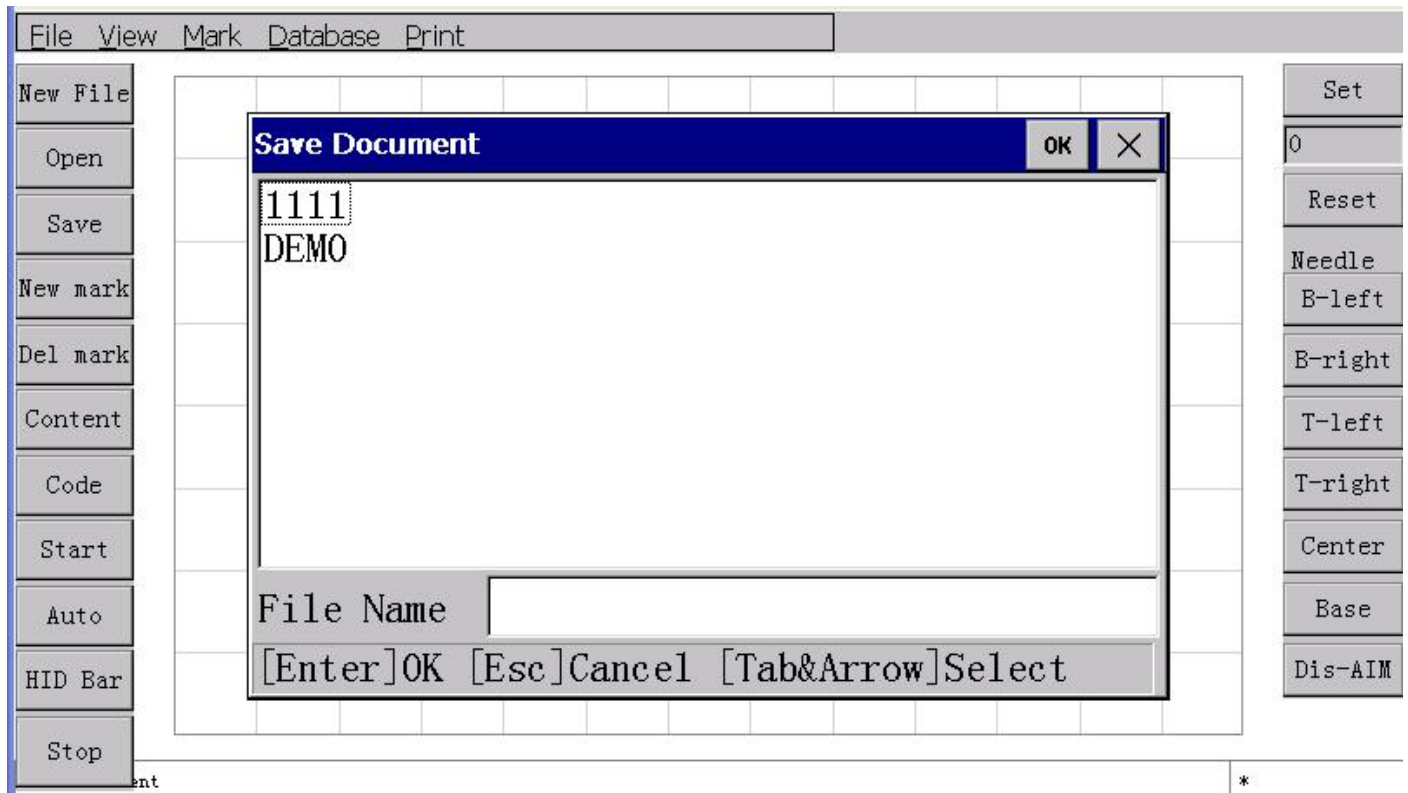 File View Mark Database Print
New File
Open
Save
New mark
Del mark
Content
Code
Start
Auto
HID Bar
Stop
Save Document OK
1111
DEMO
File Name
[Enter]OK [Esc]Cancel [Tab&Arrow]Select
Set
0
Reset
Needle
B-left
B-right
T-left
T-right
Center
Base
Dis-AIM
*